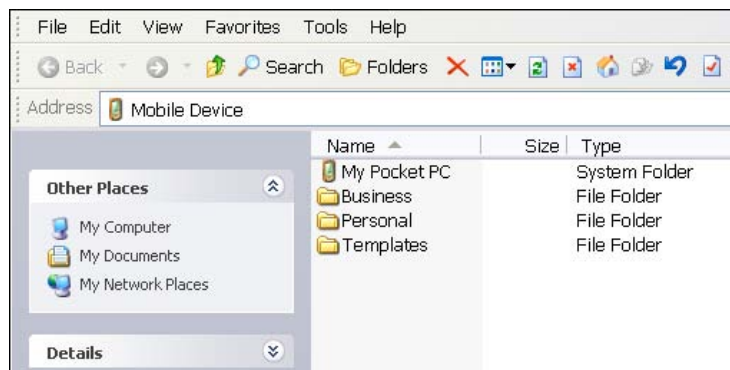 File Edit View Favorites Tools Help
Back Search Folders
Address Mobile Device
Name Size Type
My Pocket PC System Folder
Business File Folder
Personal File Folder
Templates File Folder
Other Places
My Computer
My Documents
My Network Places
Details